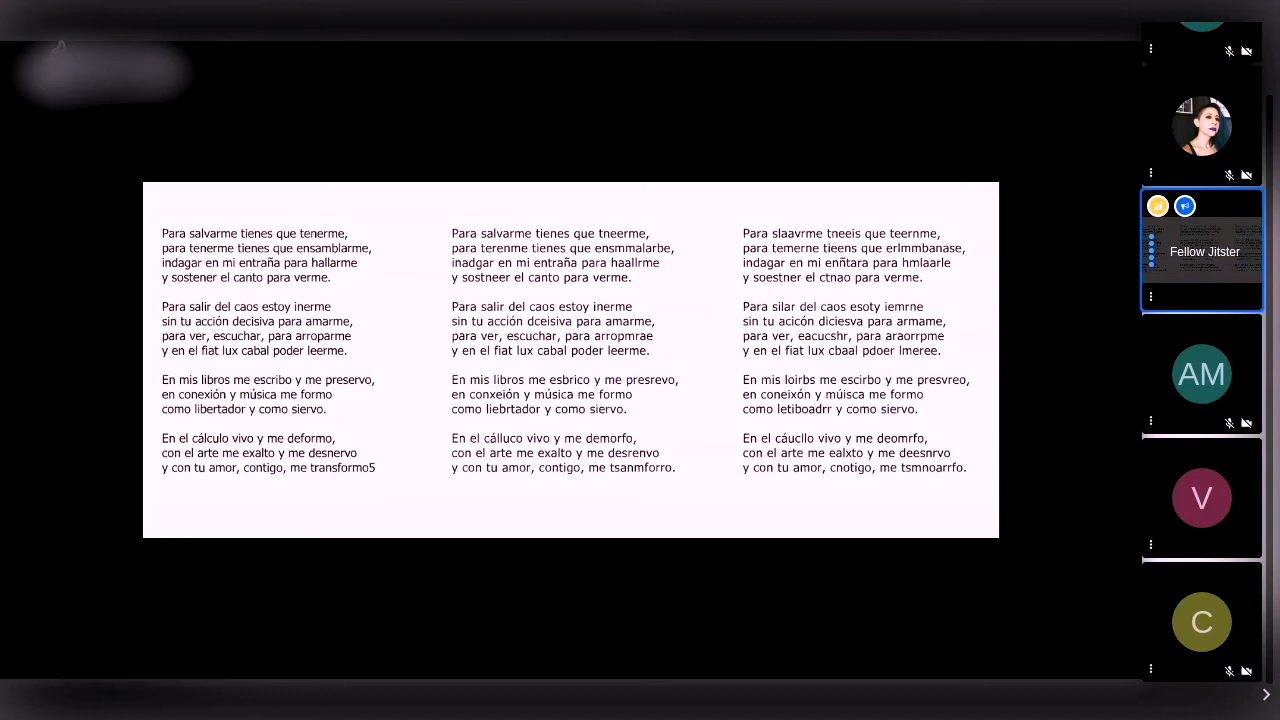 Para salvarme tienes que tenerme,
para tenerme tienes que ensamblarme,
indagar en mi entraña para hallarme
y sostener el canto para verme.
Para salir del caos estoy inerme
sin tu acción decisiva para amarme,
para ver, escuchar, para arroparme
y en el fiat lux cabal poder leerme.
En mis libros me escribo y me preservo,
en conexión y música me formo
como libertador y como siervo.
En el cálculo vivo y me deformo,
con el arte me exalto y me desnervo
y con tu amor, contigo, me transformo5
Para salvarme tienes que tneerme,
para terenme tienes que ensmmalarbe,
inadgar en mi entraña para haallrme
y sostneer el canto para verme.
Para salir del caos estoy inerme
sin tu acción dceisiva para amarme,
para ver, escuchar, para arropmrae
y en el fiat lux cabal poder leerme.
En mis libros me esbrico y me presrevo,
en conxeión y música me formo
como liebrtador y como siervo.
En el cálluco vivo y me demorfo,
con el arte me exalto y me desrenvo
y con tu amor, contigo, me tsanmforro.
Para slaavrme tneeis que teernme,
para temerne tieens que erlmmbanase,
indagar en mi enñtara para hmlaarle
y soestner el ctnao para verme.
Para silar del caos esoty iemrne
sin tu acicón diciesva para armame,
para ver, eacucshr, para araorrpme
y en el fiat lux cbaal pdoer lmeree.
En mis loirbs me escirbo y me presvreo,
en coneixón y múisca me formo
como letiboadrr y como siervo.
En el cáucllo vivo y me deomrfo,
con el arte me ealxto y me deesnrvo
y con tu amor, cnotigo, me tsmnoarrfo.
Fellow Jitster
AM
V
C